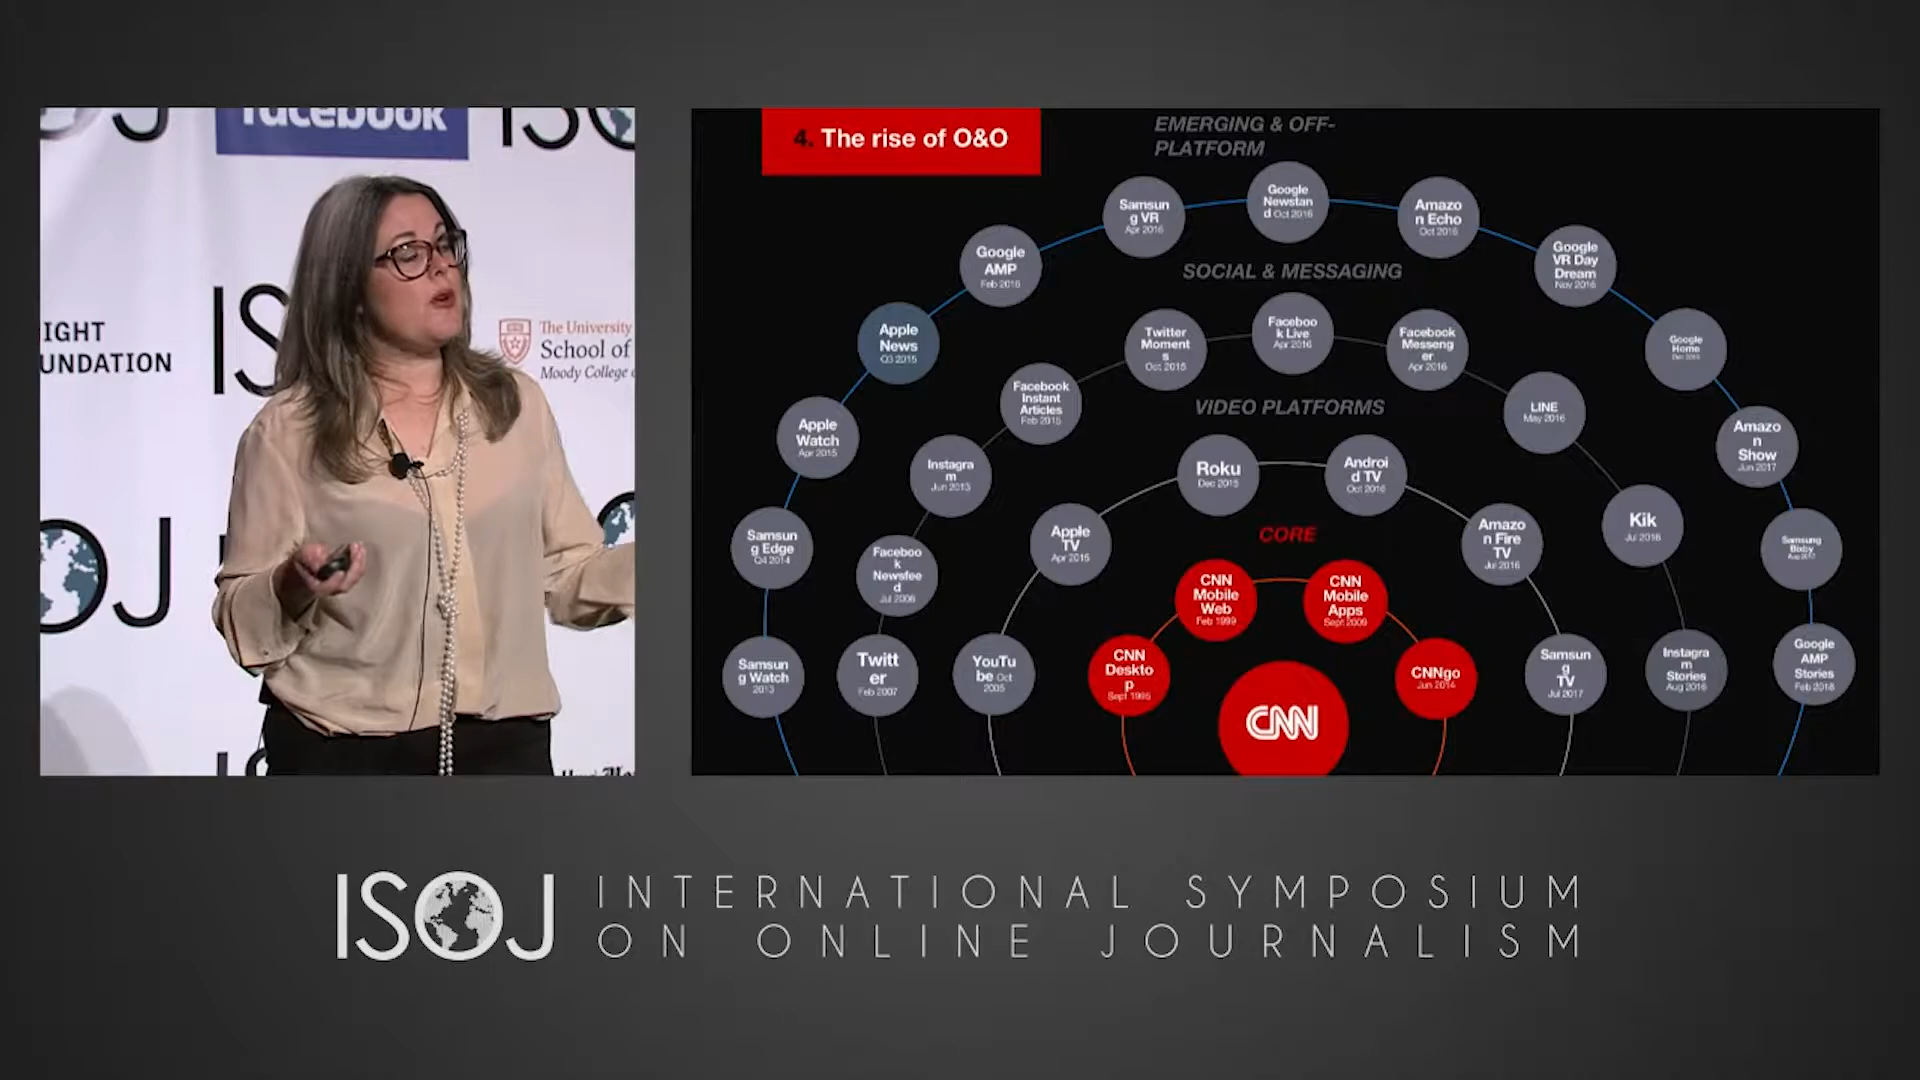 facebook
ISO
OJ
IGHT
UNDATION
IS
The University
School of
Moody College
OJ
4. The rise of O&O
EMERGING & OFF-
PLATFORM
Samsun
g VR
Apr 2016
Google
Newstan
d Oct 2016
Amazo
n Echo
Oct 2016
Google
AMP
Feb 2016
Google
VR Day
Dream
Nov 2016
Apple
News
Q3 2015
Google
Home
Apple
Watch
Apr 2015
Amazo
n
Show
Jun 2017
Samsun
g Edge
Q4 2014
Samsung
Bixby
Samsun
g Watch
2013
Google
AMP
Stories
Feb 2018
SOCIAL & MESSAGING
Twitter
Moment
s
Oct 2015
Faceboo
k Live
Apr 2016
Facebook
Messeng
er
Apr 2016
Facebook
Instant
Articles
Feb 2015
LINE
May 2016
Instagra
m
Jun 2013
Kik
Jul 2016
Faceboo
k
Newsfee
d
Jul 2006
Twitt
er
Feb 2007
Instagra
m
Stories
Aug 2016
VIDEO PLATFORMS
Roku
Dec 2015
Androi
d TV
Oct 2016
Apple
TV
Apr 2015
Amazo
n Fire
TV
Jul 2016
YouTu
be Oct
2005
Samsun
g
TV
Jul 2017
CORE
CNN
Mobile
Web
Feb 1999
CNN
Mobile
Apps
Sept 2009
CNN
Deskto
p
Sept 1995
CNNgo
Jun 2014
CNN
ISOJ INTERNATIONAL SYMPOSIUM
ON ONLINE JOURNALISM